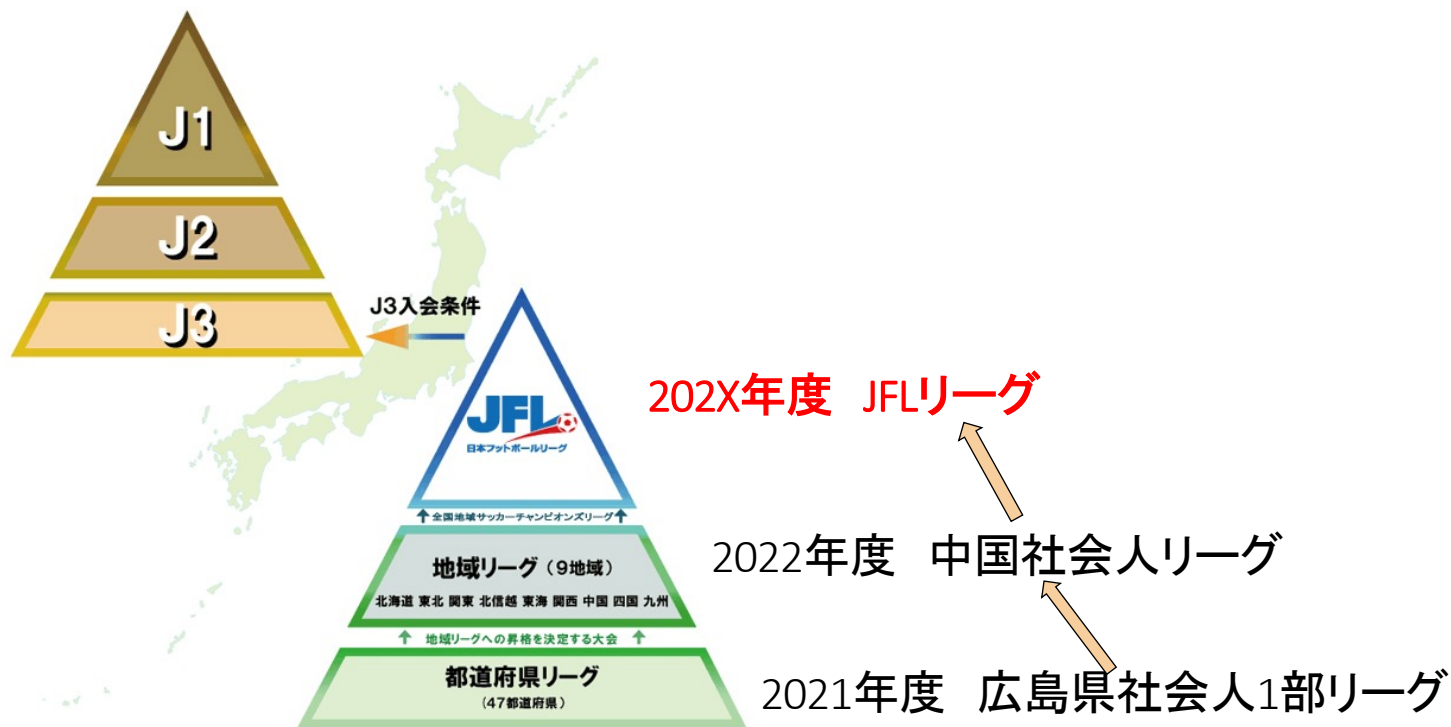 J1
J2
J3
J3入会条件
JFL
日本フットボールリーグ
202X年度 JFLリーグ
全国地域サッカーチャンピオンズリーグ
地域リーグ（9地域）
北海道 東北 関東 北信越 東海 関西 中国 四国 九州
2022年度 中国社会人リーグ
地域リーグへの昇格を決定する大会
都道府県リーグ
（47都道府県）
2021年度 広島県社会人1部リーグ